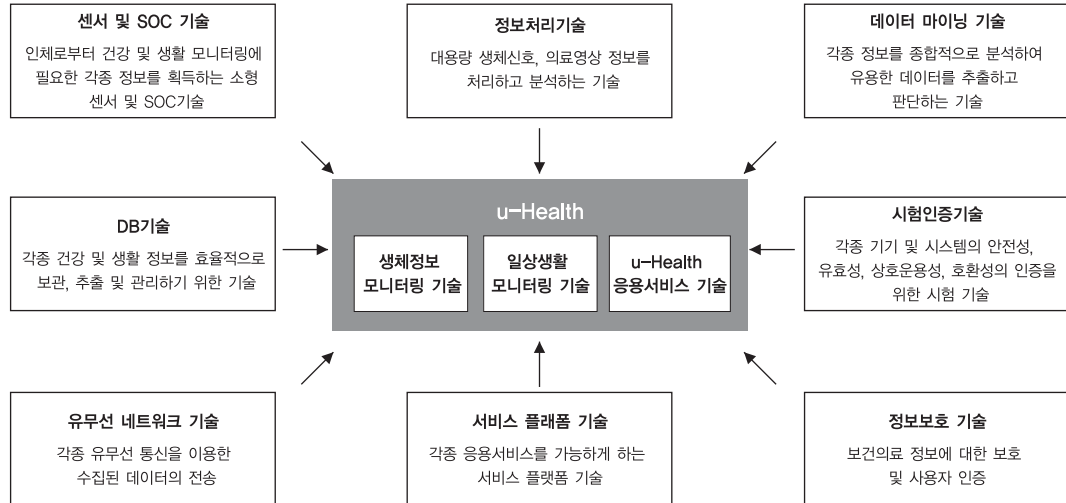 센서 및 SOC 기술
인체로부터 건강 및 생활 모니터링에
필요한 각종 정보를 획득하는 소형
센서 및 SOC기술
정보처리기술
대용량 생체신호, 의료영상 정보를
처리하고 분석하는 기술
데이터 마이닝 기술
각종 정보를 종합적으로 분석하여
유용한 데이터를 추출하고
판단하는 기술
DB기술
각종 건강 및 생활 정보를 효율적으로
보관, 추출 및 관리하기 위한 기술
u-Health
생체정보
모니터링 기술
일상생활
모니터링 기술
u-Health
응용서비스 기술
시험인증기술
각종 기기 및 시스템의 안전성,
유효성, 상호운용성, 호환성의 인증을
위한 시험 기술
유무선 네트워크 기술
각종 유무선 통신을 이용한
수집된 데이터의 전송
서비스 플래폼 기술
각종 응용서비스를 가능하게 하는
서비스 플랫폼 기술
정보보호 기술
보건의료 정보에 대한 보호
및 사용자 인증